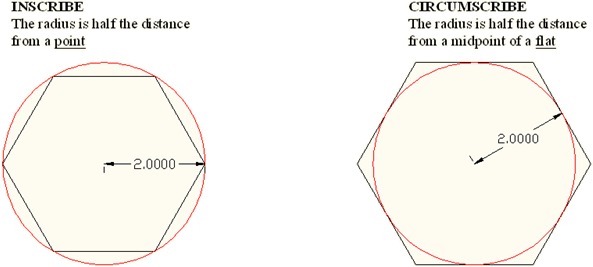 INSCRIBE
The radius is half the distance
from a point
2.0000
CIRCUMSCRIBE
The radius is half the distance
from a midpoint of a flat
2.0000